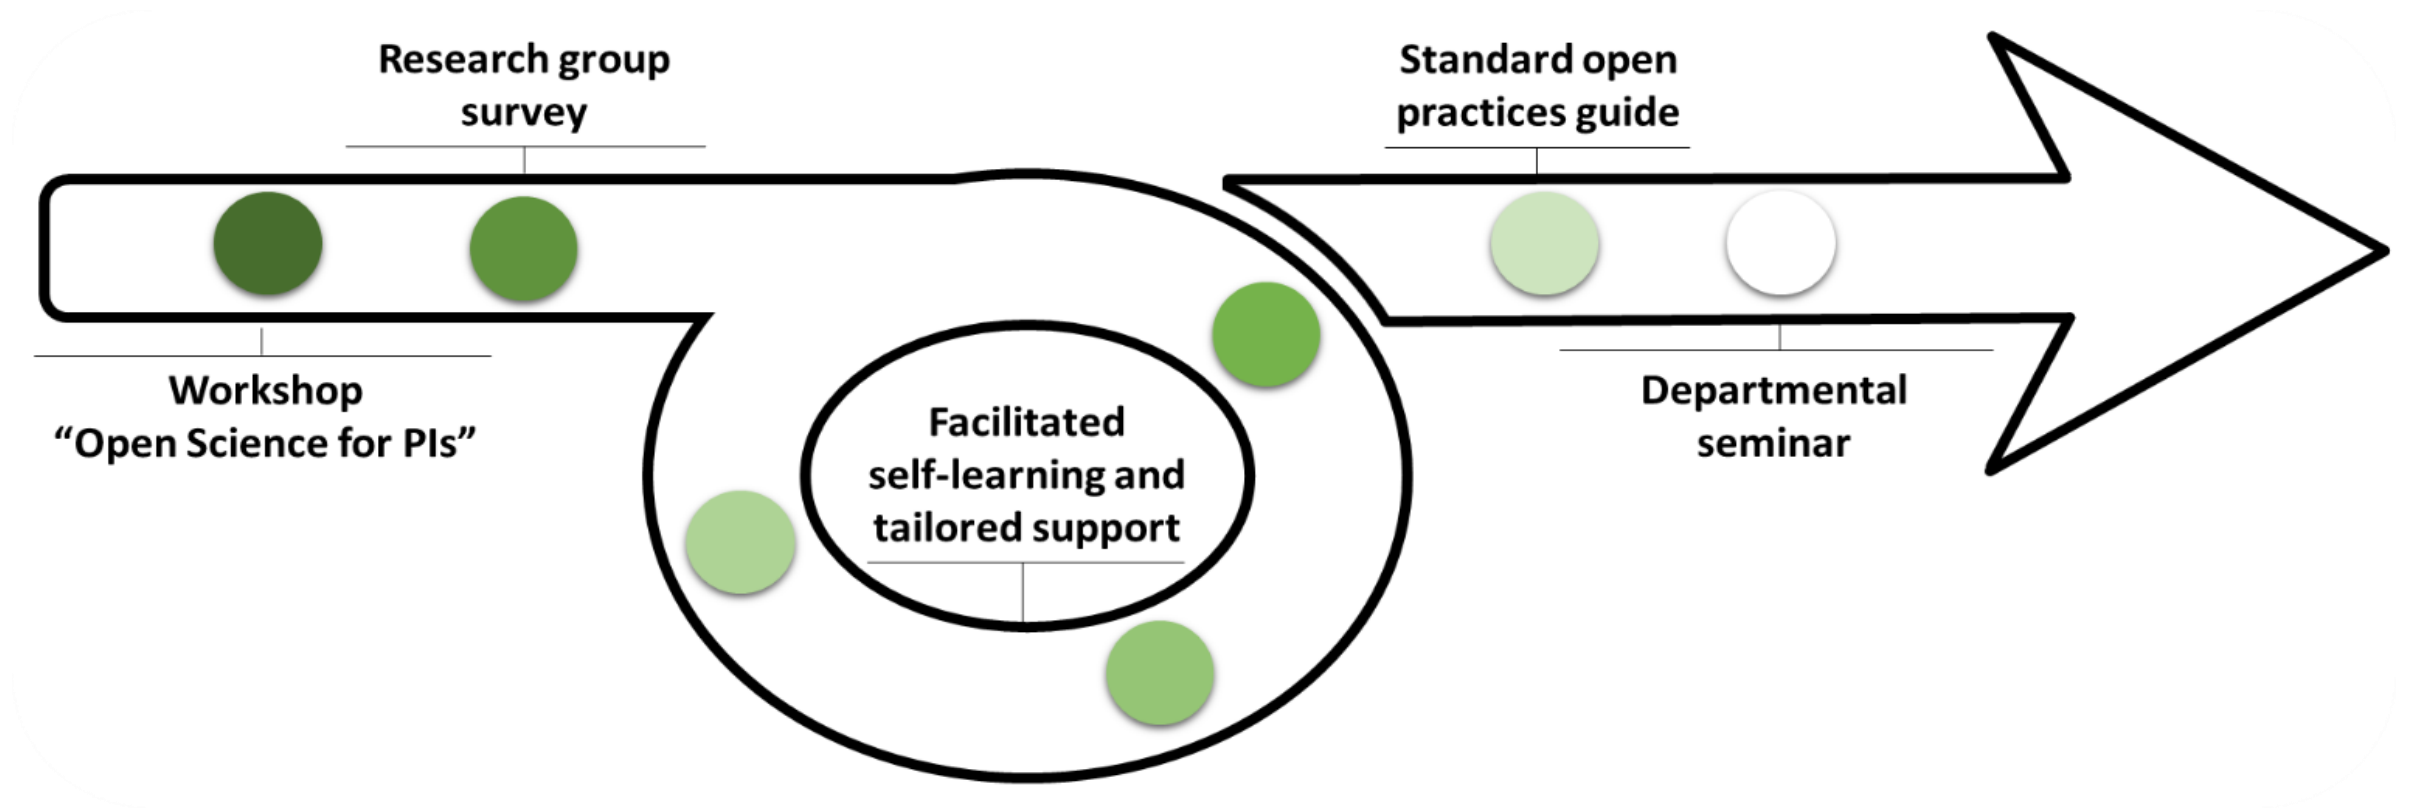 Research group
survey
Standard open
practices guide
Workshop
“Open Science for PIs”
Facilitated
self-learning and
tailored support
Departmental
seminar